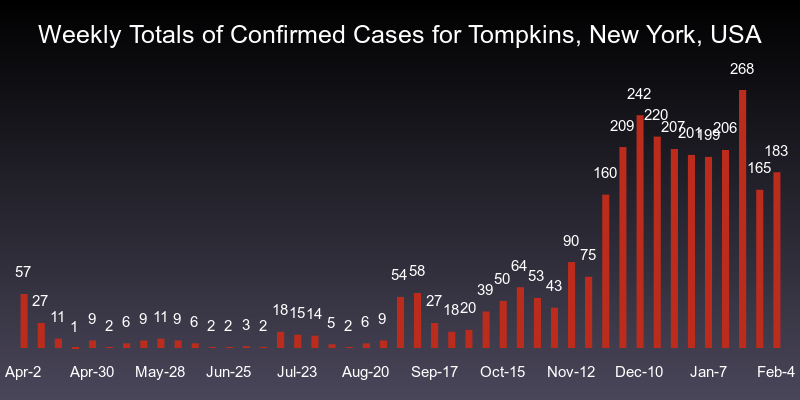 Weekly Totals of Confirmed Cases for Tompkins, New York, USA
57 27 11 1 9 2 6 9 11 9 6 2 2 3 2 18 15 14 5 2 6 9 54 58 27 18 20 39 50 64 53 43 90 75 160 209 242 220 207 201 199 206 268 165 183
Apr-2 Apr-30 May-28 Jun-25 Jul-23 Aug-20 Sep-17 Oct-15 Nov-12 Dec-10 Jan-7 Feb-4